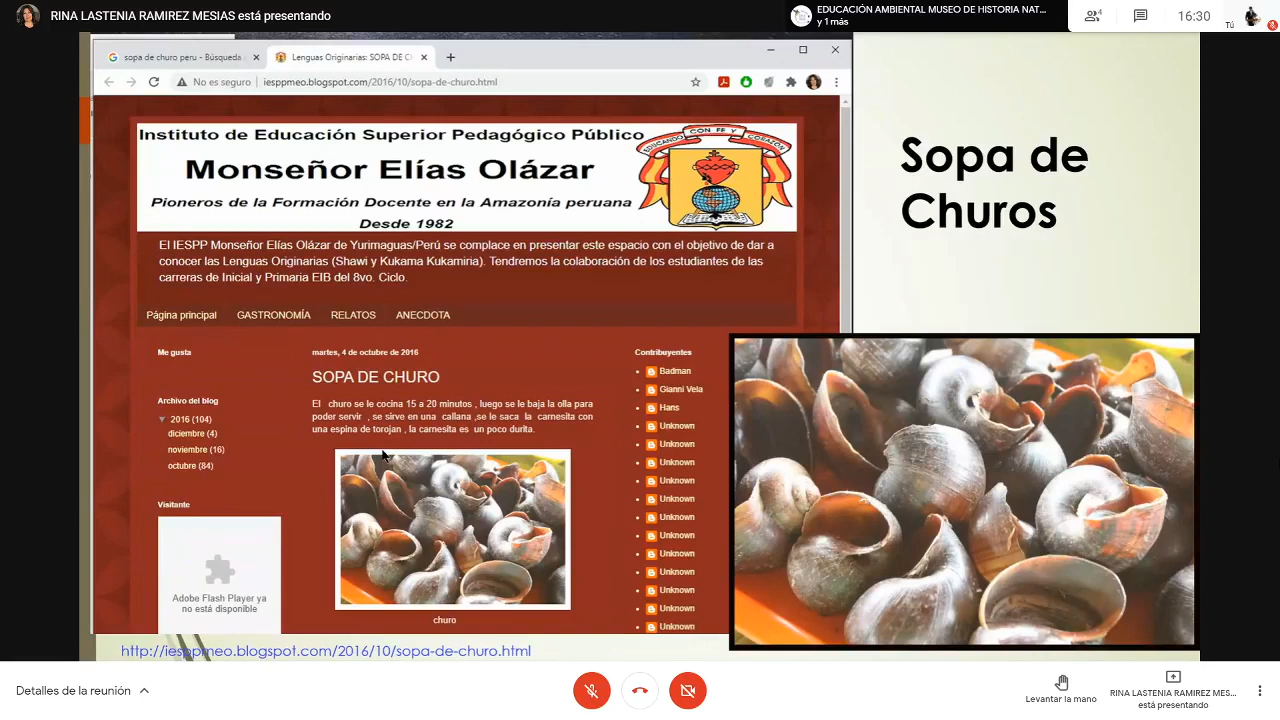 RINA LASTENIA RAMIREZ MESIAS está presentando
EDUCACIÓN AMBIENTAL MUSEO DE HISTORIA NAT...
y 1 más
4
16:30
Tú
sopa de churo peru - Búsqueda
Lenguas Originarias: SOPA DE C
No es seguro
iesppmeo.blogspot.com/2016/10/sopa-de-churo.html
Instituto de Educación Superior Pedagógico Público
Monseñor Elías Olázar
Pioneros de la Formación Docente en la Amazonía peruana
Desde 1982
EDUCANDO CON FE Y CORAZON
El IESPP Monseñor Elías Olázar de Yurimaguas/Perú se complace en presentar este espacio con el objetivo de dar a
conocer las Lenguas Originarias (Shawi y Kukama Kukamiria). Tendremos la colaboración de los estudiantes de las
carreras de Inicial y Primaria EIB del 8vo. Ciclo.
Página principal GASTRONOMÍA RELATOS ANECDOTA
Me gusta
Archivo del blog
▼ 2016 (104)
diciembre (4)
noviembre (16)
octubre (84)
Visitante
Adobe Flash Player ya
no está disponible
martes, 4 de octubre de 2016
SOPA DE CHURO
El churo se le cocina 15 a 20 minutos , luego se le baja la olla para
poder servir , se sirve en una callana ,se le saca la carnesita con
una espina de torojan , la carnesita es un poco durita.
churo
Contribuyentes
Badman
Gianni Vela
Hans
Unknown
Unknown
Unknown
Unknown
Unknown
Unknown
Unknown
Unknown
Unknown
Unknown
Unknown
Unknown
Sopa de
Churos
http://iesppmeo.blogspot.com/2016/10/sopa-de-churo.html
Detalles de la reunión
Levantar la mano
RINA LASTENIA RAMIREZ MES...
está presentando